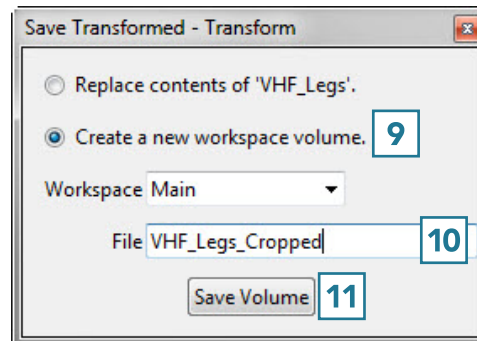 Save Transformed - Transform
Replace contents of 'VHF_Legs'.
Create a new workspace volume. 9
Workspace Main
File VHF_Legs_Cropped 10
Save Volume 11